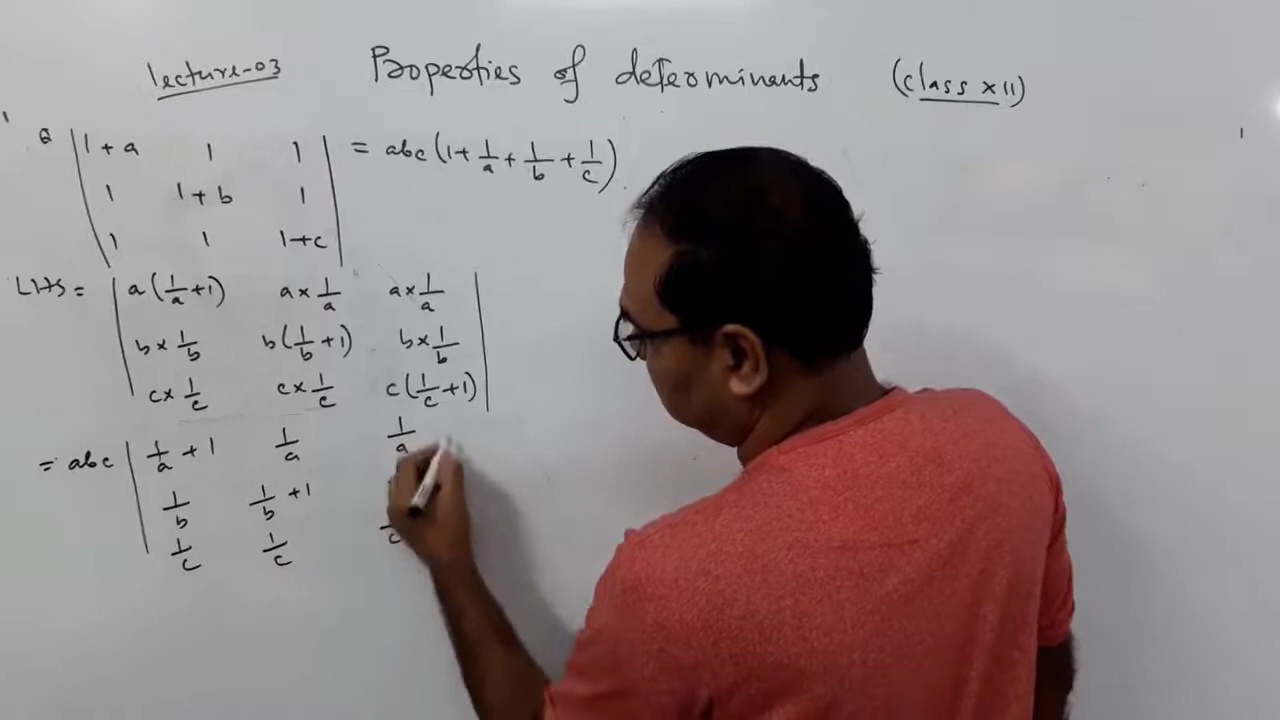 lecture-03 Properties of determinants (class XII)
Q | 1+a 1 1 | = abc(1+1/a+1/b+1/c).
| 1 1+b 1 |
| 1 1 1+c |
LHS = | a(1/a+1) a×1/a a×1/a |
| b×1/b b(1/b+1) b×1/b |
| c×1/c c×1/c c(1/c+1) |
= abc | 1/a+1 1/a 1/a
| 1/b 1/b+1
| 1/c 1/c